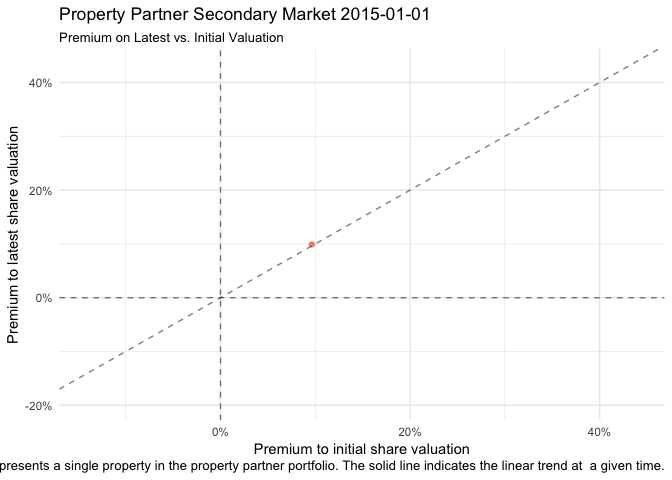 Property Partner Secondary Market 2015-01-01
Premium on Latest vs. Initial Valuation
40%
20%
0%
-20%
Premium to latest share valuation
0%
20%
40%
Premium to initial share valuation
presents a single property in the property partner portfolio. The solid line indicates the linear trend at  a given time.